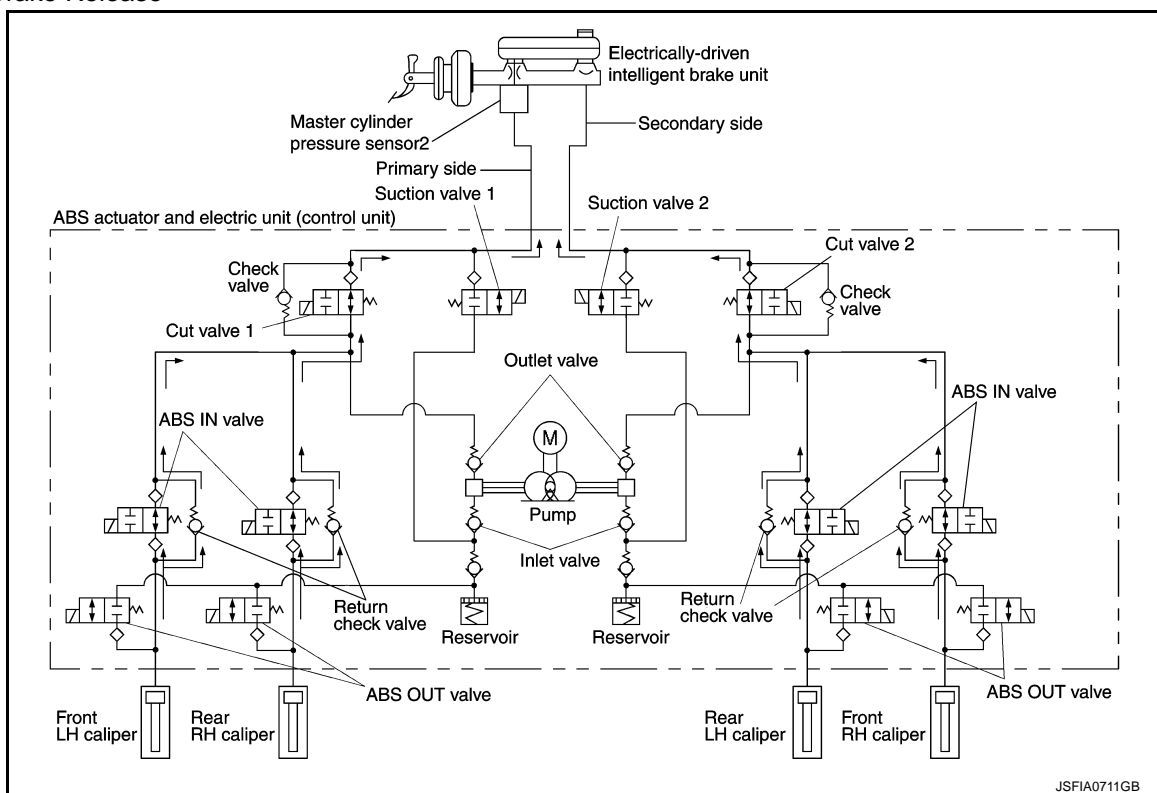 Electrically-driven
intelligent brake unit
Master cylinder
pressure sensor2
Secondary side
Primary side
Suction valve 1
Suction valve 2
ABS actuator and electric unit (control unit)
Cut valve 2
Check
valve
Check
valve
Cut valve 1
Outlet valve
ABS IN valve
ABS IN valve
M
Pump
Inlet valve
Return
check valve
Reservoir
Reservoir
Return
check valve
ABS OUT valve
ABS OUT valve
Front
LH caliper
Rear
RH caliper
Rear
LH caliper
Front
RH caliper
JSFIA0711GB